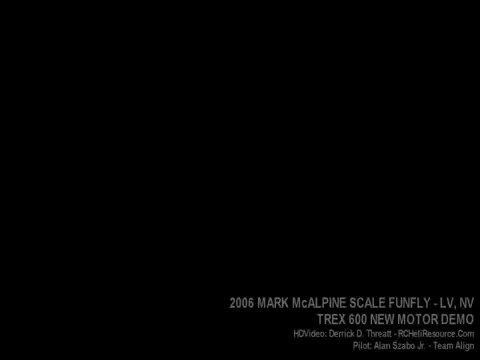 2006 MARK McALPINE SCALE FUNFLY - LV, NV
TREX 600 NEW MOTOR DEMO
HDVideo: Derrick D. Threatt - RCHeliResource.Com
Pilot: Alan Szabo Jr. - Team Align